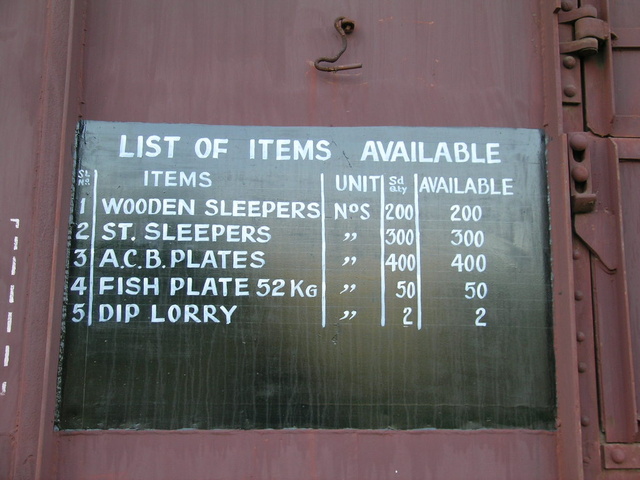 LIST OF ITEMS AVAILABLE
SL No. ITEMS UNIT Sd Qty AVAILABLE
1 WOODEN SLEEPERS NoS 200 200
2 ST. SLEEPERS " 300 300
3 A.C.B. PLATES " 400 400
4 FISH PLATE 52 KG " 50 50
5 DIP LORRY " 2 2